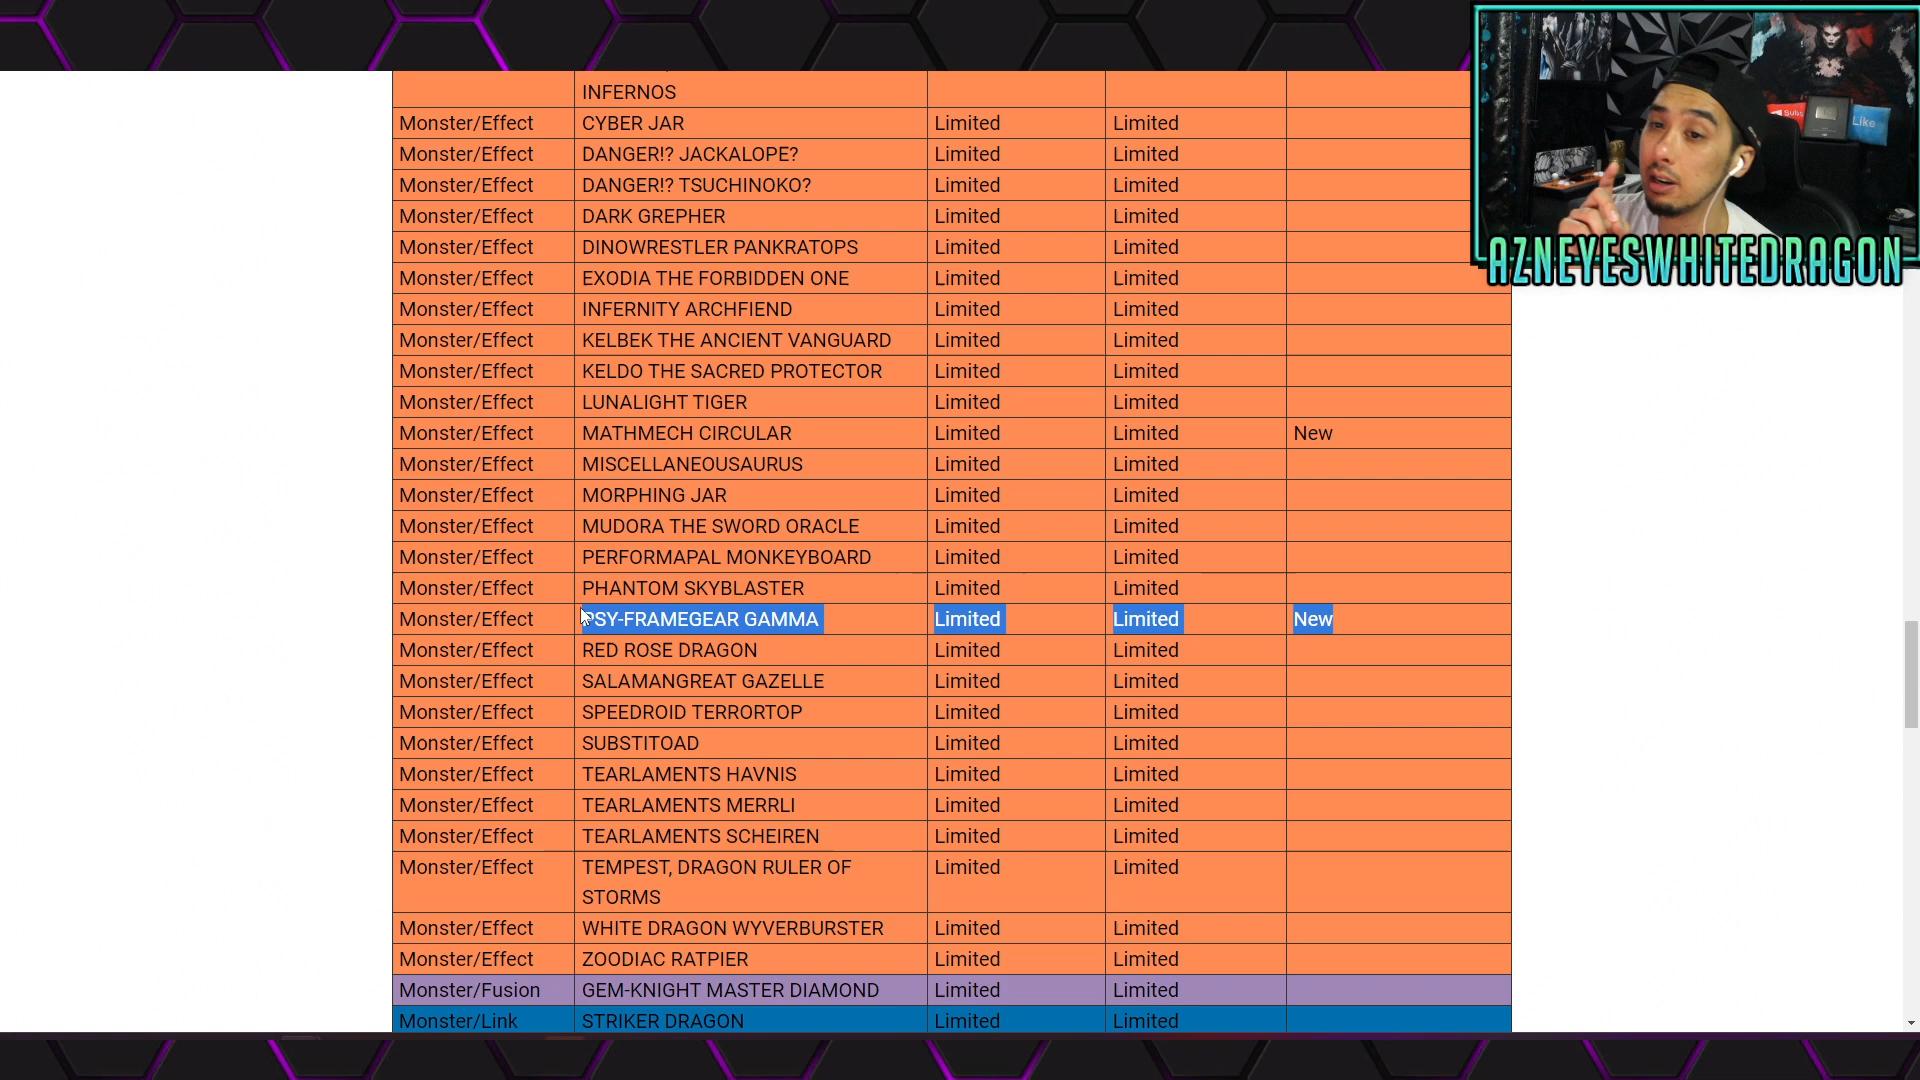 INFERNOS
Monster/Effect CYBER JAR Limited Limited
Monster/Effect DANGER!? JACKALOPE? Limited Limited
Monster/Effect DANGER!? TSUCHINOKO? Limited Limited
Monster/Effect DARK GREPHER Limited Limited
Monster/Effect DINOWRESTLER PANKRATOPS Limited Limited
Monster/Effect EXODIA THE FORBIDDEN ONE Limited Limited
Monster/Effect INFERNITY ARCHFIEND Limited Limited
Monster/Effect KELBEK THE ANCIENT VANGUARD Limited Limited
Monster/Effect KELDO THE SACRED PROTECTOR Limited Limited
Monster/Effect LUNALIGHT TIGER Limited Limited
Monster/Effect MATHMECH CIRCULAR Limited Limited New
Monster/Effect MISCELLANEOUSAURUS Limited Limited
Monster/Effect MORPHING JAR Limited Limited
Monster/Effect MUDORA THE SWORD ORACLE Limited Limited
Monster/Effect PERFORMAPAL MONKEYBOARD Limited Limited
Monster/Effect PHANTOM SKYBLASTER Limited Limited
Monster/Effect PSY-FRAMEGEAR GAMMA Limited Limited New
Monster/Effect RED ROSE DRAGON Limited Limited
Monster/Effect SALAMANGREAT GAZELLE Limited Limited
Monster/Effect SPEEDROID TERRORTOP Limited Limited
Monster/Effect SUBSTITOAD Limited Limited
Monster/Effect TEARLAMENTS HAVNIS Limited Limited
Monster/Effect TEARLAMENTS MERRLI Limited Limited
Monster/Effect TEARLAMENTS SCHEIREN Limited Limited
Monster/Effect TEMPEST, DRAGON RULER OF Limited Limited
STORMS
Monster/Effect WHITE DRAGON WYVERBURSTER Limited Limited
Monster/Effect ZOODIAC RATPIER Limited Limited
Monster/Fusion GEM-KNIGHT MASTER DIAMOND Limited Limited
Monster/Link STRIKER DRAGON Limited Limited
Subs
Like
AZNEYESWHITEDRAGON